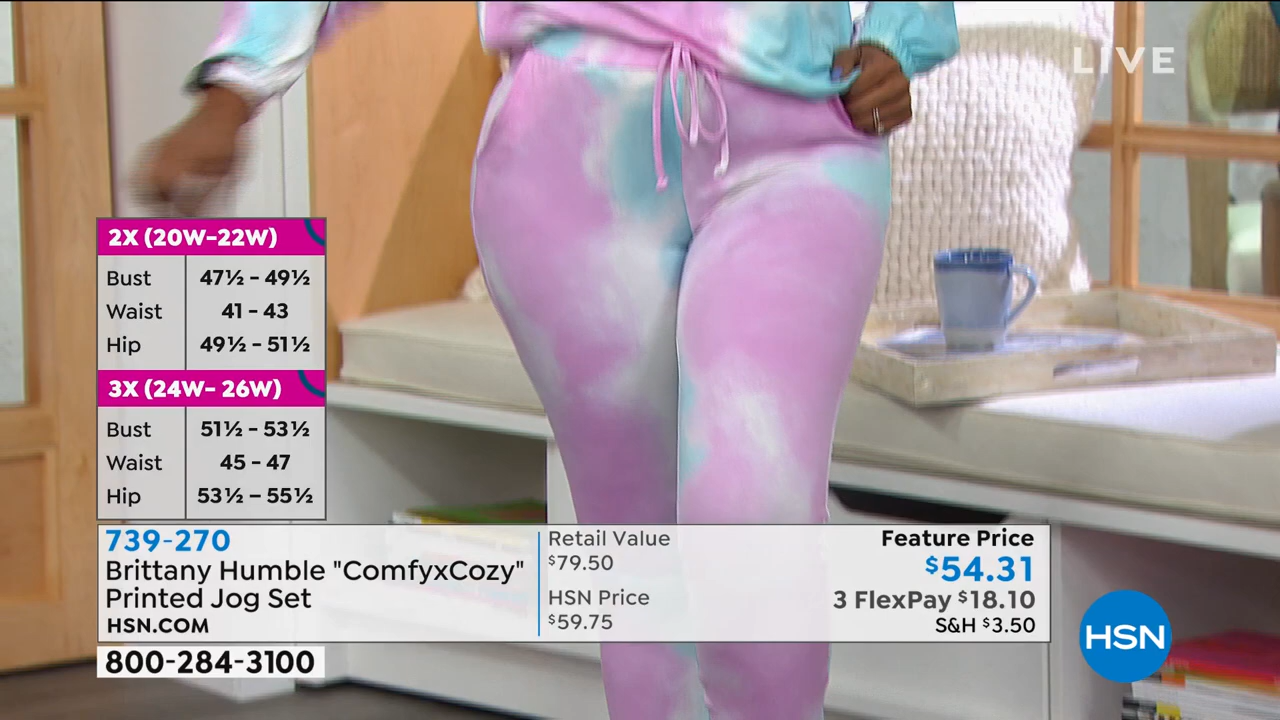 LIVE
2X (20W-22W)
Bust 47½ - 49½
Waist 41 - 43
Hip 49½ - 51½
3X (24W- 26W)
Bust 51½ - 53½
Waist 45 - 47
Hip 53½ - 55½
739-270
Brittany Humble "ComfyxCozy"
Printed Jog Set
HSN.COM
Retail Value
$79.50
HSN Price
$59.75
Feature Price
$54.31
3 FlexPay $18.10
S&H $3.50
HSN
800-284-3100